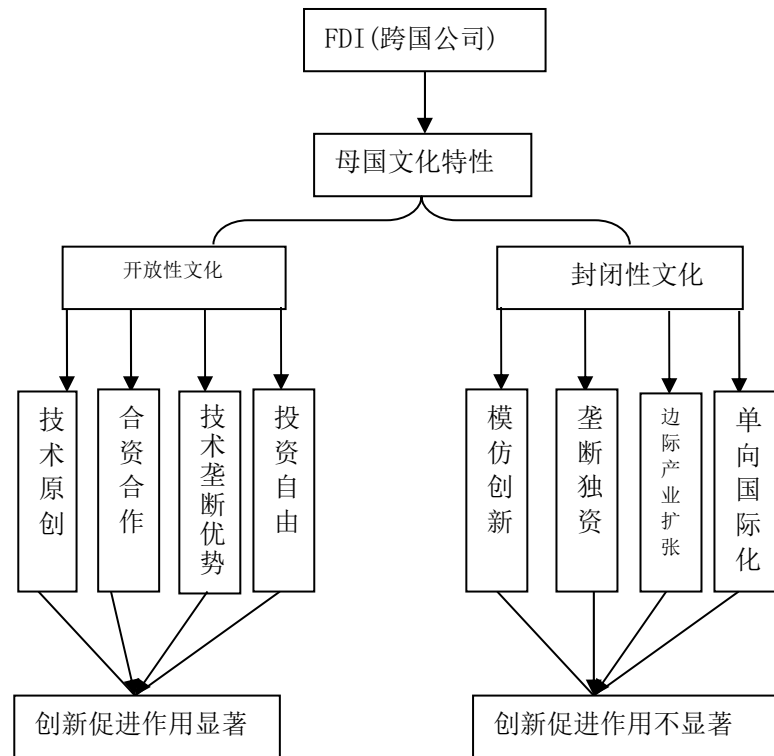 FDI(跨国公司)
母国文化特性
开放性文化
封闭性文化
技术原创
合资合作
技术垄断优势
投资自由
模仿创新
垄断独资
边际产业扩张
单向国际化
创新促进作用显著
创新促进作用不显著